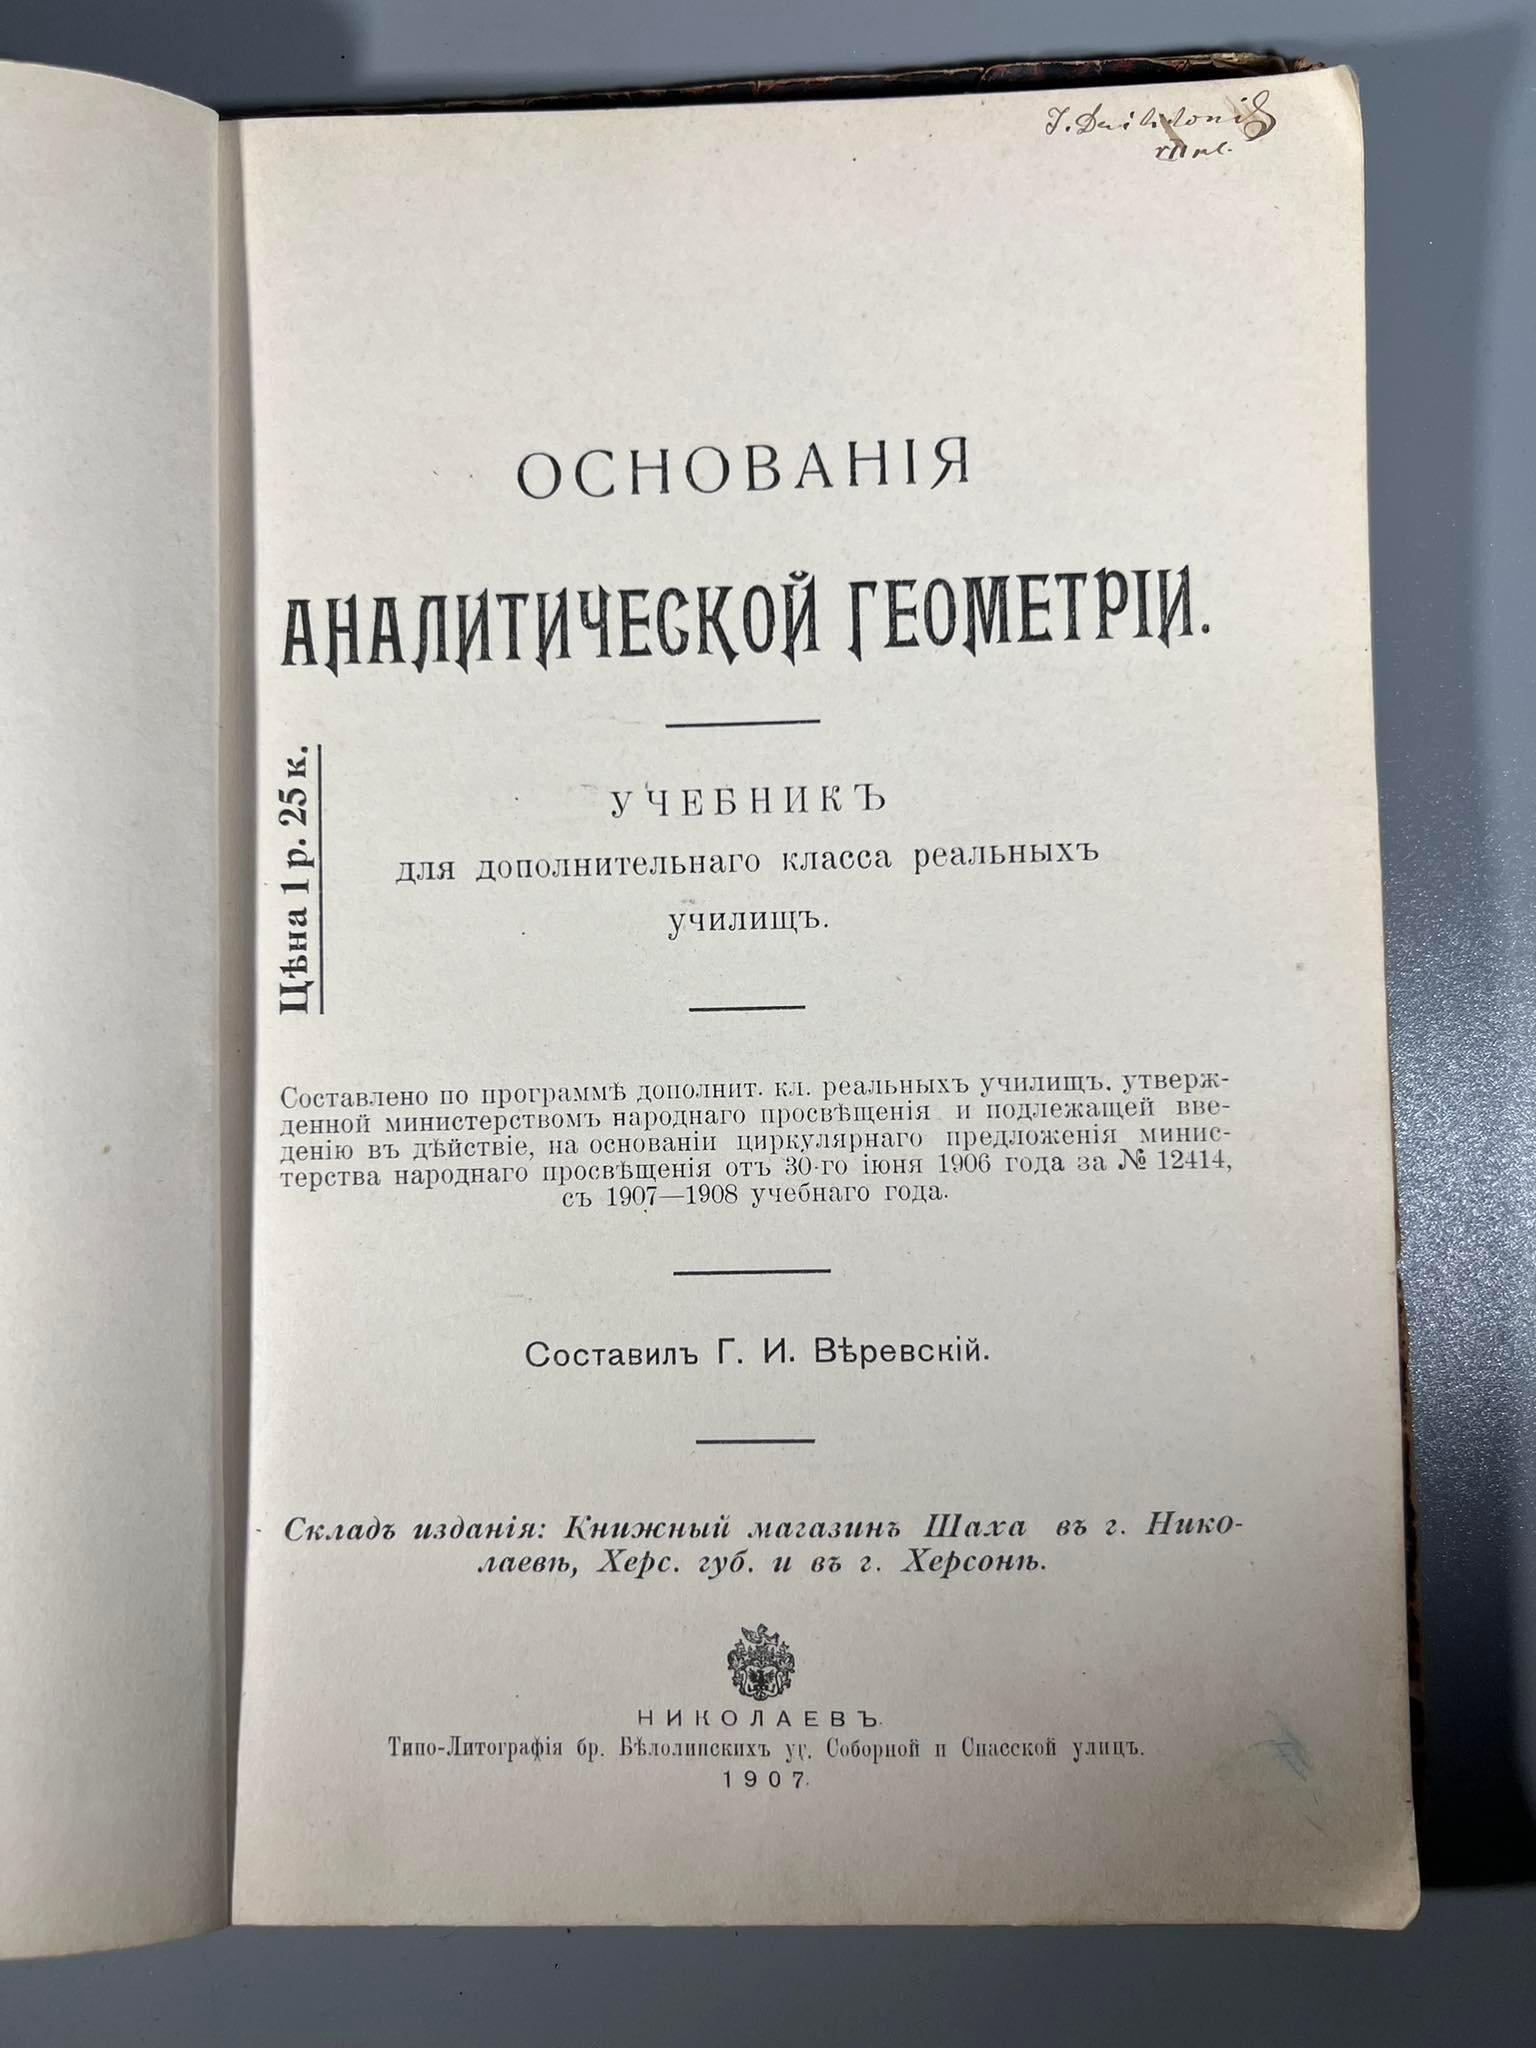 ОСНОВАНІЯ
АНАЛИТИЧЕСКОЙ ГЕОМЕТРІИ.
Цѣна 1 р. 25 к.
УЧЕБНИКЪ
для дополнительнаго класса реальныхъ
училищъ.
Составлено по программѣ дополнит. кл. реальныхъ училищъ, утверж-
денной министерствомъ народнаго просвѣщенія и подлежащей вве-
денію въ дѣйствіе, на основаніи циркулярнаго предложенія минис-
терства народнаго просвѣщенія отъ 30-го іюня 1906 года за № 12414,
съ 1907—1908 учебнаго года.
Составилъ Г. И. Вѣревскій.
Складъ изданія: Книжный магазинъ Шаха въ г. Нико-
лаевѣ, Херс. губ. и въ г. Херсонѣ.
НИКОЛАЕВЪ.
Типо-Литографія бр. Бѣлолипскихъ уг. Соборной и Спасской улицъ.
1907.